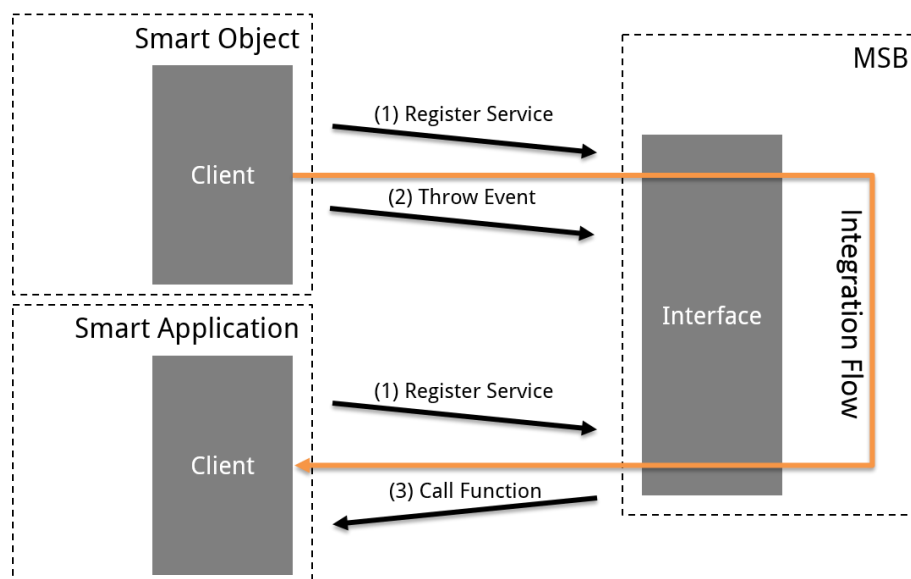 Smart Object
MSB
(1) Register Service
Client
(2) Throw Event
Integration Flow
Interface
Smart Application
(1) Register Service
Client
(3) Call Function